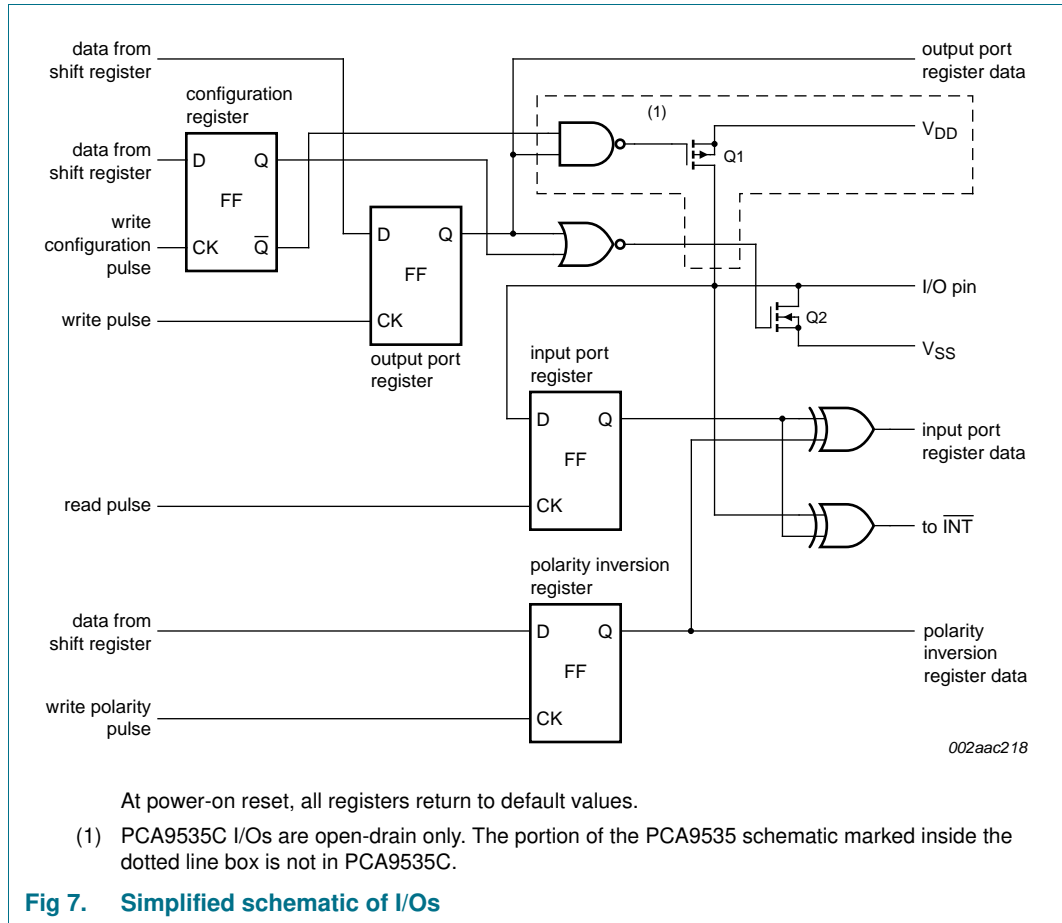 data from
shift register
output port
register data
configuration
register
(1)
VDD
Q1
data from
shift register
D
Q
FF
write
configuration
pulse
CK
Q̅
D
Q
FF
I/O pin
Q2
write pulse
CK
VSS
output port
register
input port
register
D
Q
FF
input port
register data
read pulse
CK
to I̅N̅T̅
polarity inversion
register
data from
shift register
D
Q
FF
polarity
inversion
register data
write polarity
pulse
CK
002aac218
At power-on reset, all registers return to default values.
(1) PCA9535C I/Os are open-drain only. The portion of the PCA9535 schematic marked inside the
dotted line box is not in PCA9535C.
Fig 7. Simplified schematic of I/Os